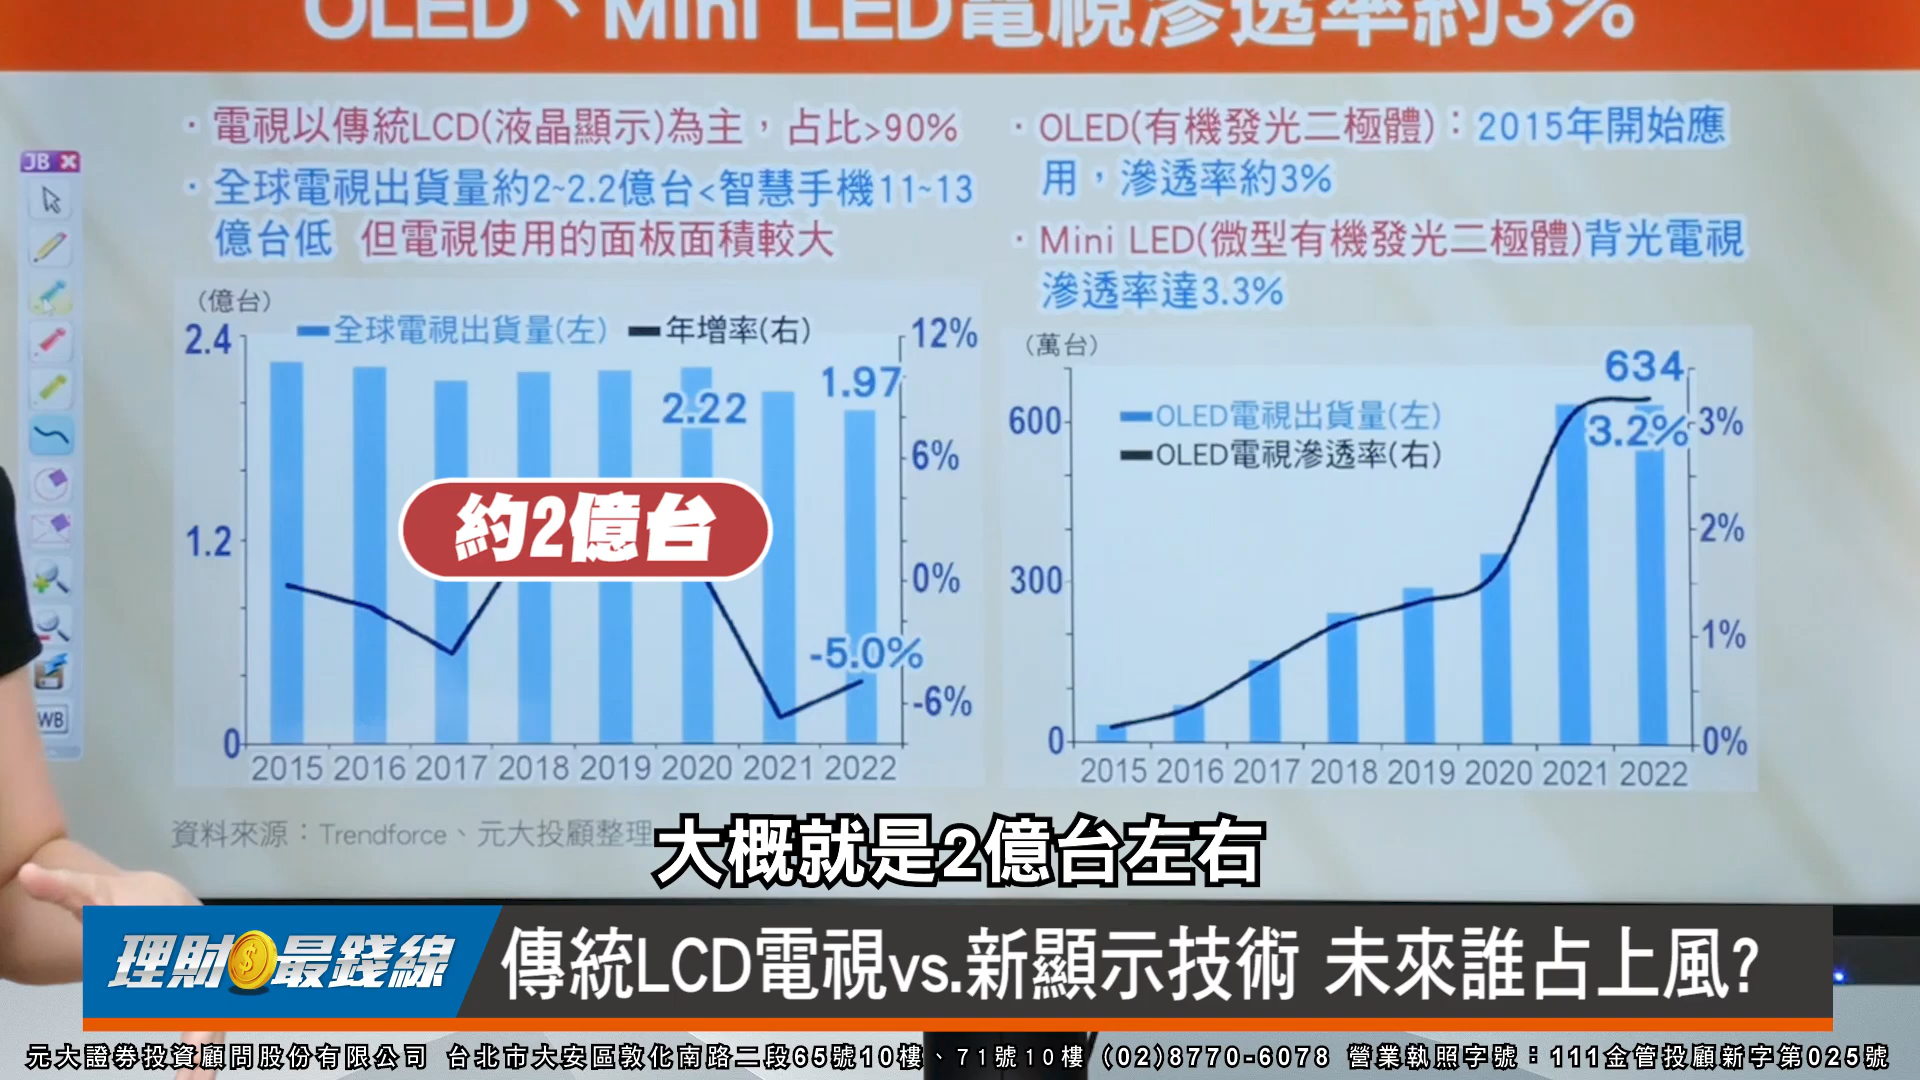 OLED、Mini LED電視滲透率約3%
· 電視以傳統LCD(液晶顯示)為主，占比>90%
· 全球電視出貨量約2~2.2億台<智慧手機11~13
億台低 但電視使用的面板面積較大
· OLED(有機發光二極體)：2015年開始應
用，滲透率約3%
· Mini LED(微型有機發光二極體)背光電視
滲透率達3.3%
JB
WB
(億台)
全球電視出貨量(左) 年增率(右)
2.4
1.2
0
12%
6%
0%
-6%
2.22
1.97
-5.0%
約2億台
2015 2016 2017 2018 2019 2020 2021 2022
(萬台)
OLED電視出貨量(左)
OLED電視滲透率(右)
600
300
0
634
3.2%
3%
2%
1%
0%
2015 2016 2017 2018 2019 2020 2021 2022
資料來源：Trendforce、元大投顧整理
大概就是2億台左右
理財最錢線
傳統LCD電視vs.新顯示技術 未來誰占上風?
元大證券投資顧問股份有限公司 台北市大安區敦化南路二段65號10樓、71號10樓 (02)8770-6078 營業執照字號：111金管投顧新字第025號